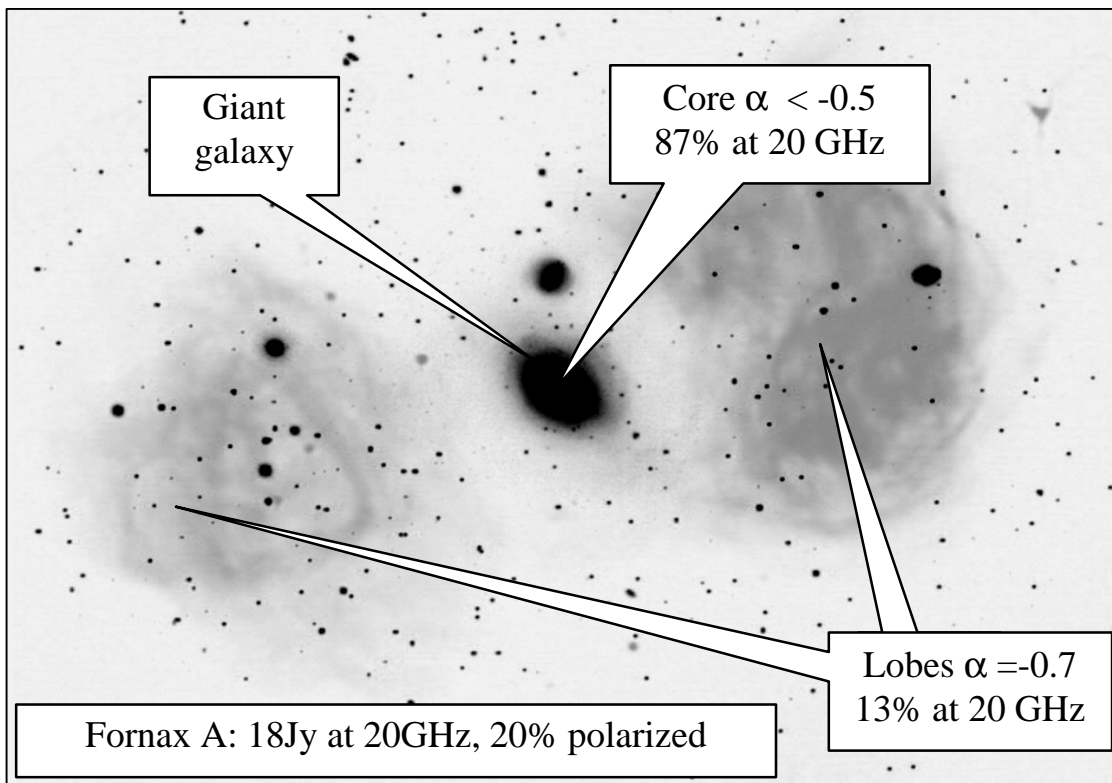 Giant
galaxy
Core α < -0.5
87% at 20 GHz
Lobes α =-0.7
13% at 20 GHz
Fornax A: 18Jy at 20GHz, 20% polarized